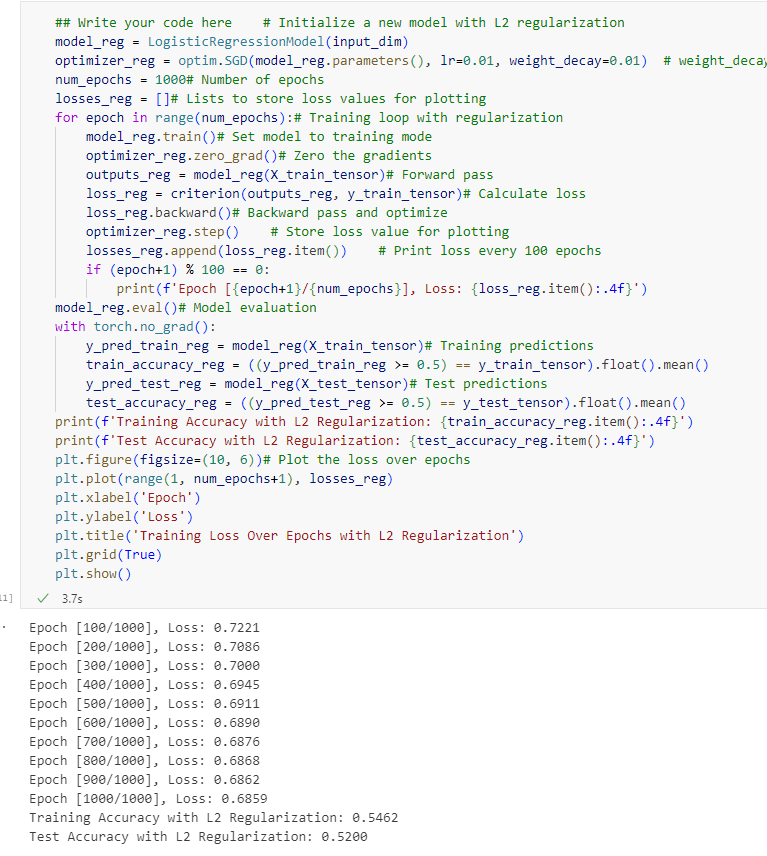 ## Write your code here    # Initialize a new model with L2 regularization
model_reg = LogisticRegressionModel(input_dim)
optimizer_reg = optim.SGD(model_reg.parameters(), lr=0.01, weight_decay=0.01)  # weight_decay
num_epochs = 1000# Number of epochs
losses_reg = []# Lists to store loss values for plotting
for epoch in range(num_epochs):# Training loop with regularization
    model_reg.train()# Set model to training mode
    optimizer_reg.zero_grad()# Zero the gradients
    outputs_reg = model_reg(X_train_tensor)# Forward pass
    loss_reg = criterion(outputs_reg, y_train_tensor)# Calculate loss
    loss_reg.backward()# Backward pass and optimize
    optimizer_reg.step()    # Store loss value for plotting
    losses_reg.append(loss_reg.item())    # Print loss every 100 epochs
    if (epoch+1) % 100 == 0:
        print(f'Epoch [{epoch+1}/{num_epochs}], Loss: {loss_reg.item():.4f}')
model_reg.eval()# Model evaluation
with torch.no_grad():
    y_pred_train_reg = model_reg(X_train_tensor)# Training predictions
    train_accuracy_reg = ((y_pred_train_reg >= 0.5) == y_train_tensor).float().mean()
    y_pred_test_reg = model_reg(X_test_tensor)# Test predictions
    test_accuracy_reg = ((y_pred_test_reg >= 0.5) == y_test_tensor).float().mean()
print(f'Training Accuracy with L2 Regularization: {train_accuracy_reg.item():.4f}')
print(f'Test Accuracy with L2 Regularization: {test_accuracy_reg.item():.4f}')
plt.figure(figsize=(10, 6))# Plot the loss over epochs
plt.plot(range(1, num_epochs+1), losses_reg)
plt.xlabel('Epoch')
plt.ylabel('Loss')
plt.title('Training Loss Over Epochs with L2 Regularization')
plt.grid(True)
plt.show()
11] ✓ 3.7s
Epoch [100/1000], Loss: 0.7221
Epoch [200/1000], Loss: 0.7086
Epoch [300/1000], Loss: 0.7000
Epoch [400/1000], Loss: 0.6945
Epoch [500/1000], Loss: 0.6911
Epoch [600/1000], Loss: 0.6890
Epoch [700/1000], Loss: 0.6876
Epoch [800/1000], Loss: 0.6868
Epoch [900/1000], Loss: 0.6862
Epoch [1000/1000], Loss: 0.6859
Training Accuracy with L2 Regularization: 0.5462
Test Accuracy with L2 Regularization: 0.5200